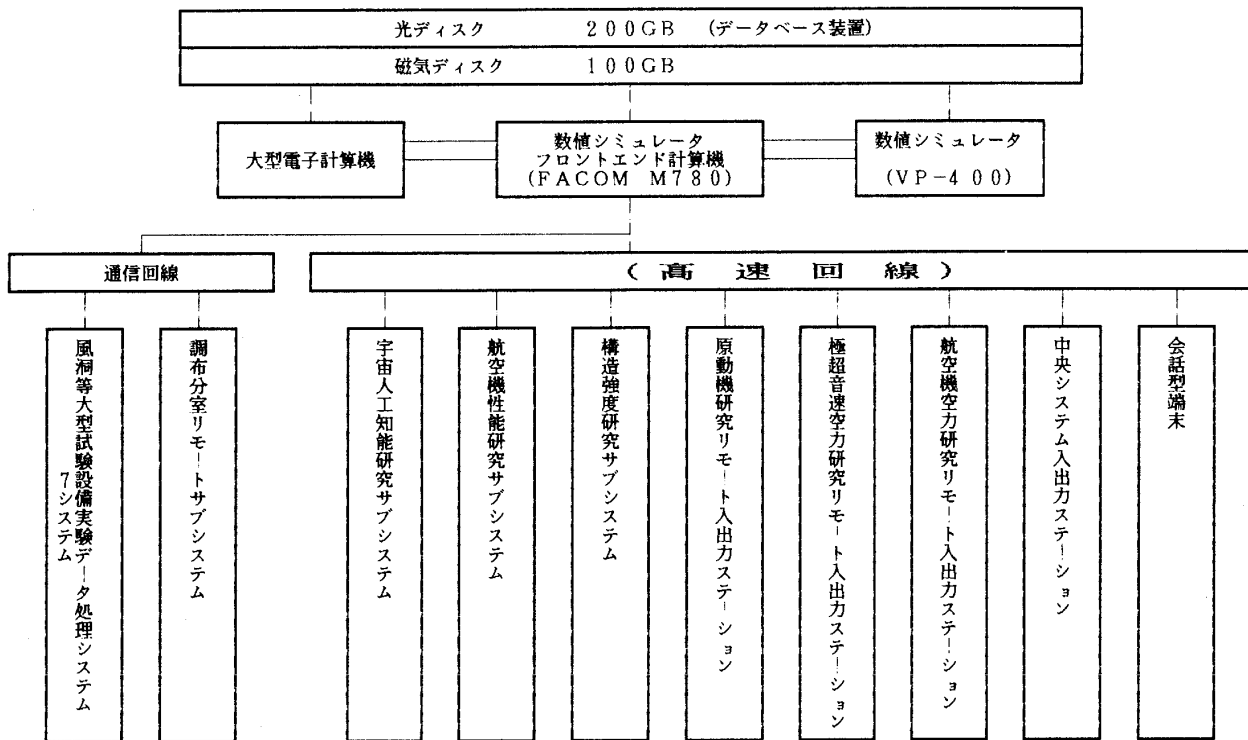 光ディスク 200GB (データベース装置)
磁気ディスク 100GB
大型電子計算機
数値シミュレータ
フロントエンド計算機
(FACOM M780)
数値シミュレータ
(VP-400)
通信回線
(高速回線)
風洞等大型試験設備実験データ処理システム
7システム
調布分室リモートサブシステム
宇宙人工知能研究サブシステム
航空機性能研究サブシステム
構造強度研究サブシステム
原動機研究リモート入出力ステーション
極超音速空力研究リモート入出力ステーション
航空機空力研究リモート入出力ステーション
中央システム入出力ステーション
会話型端末